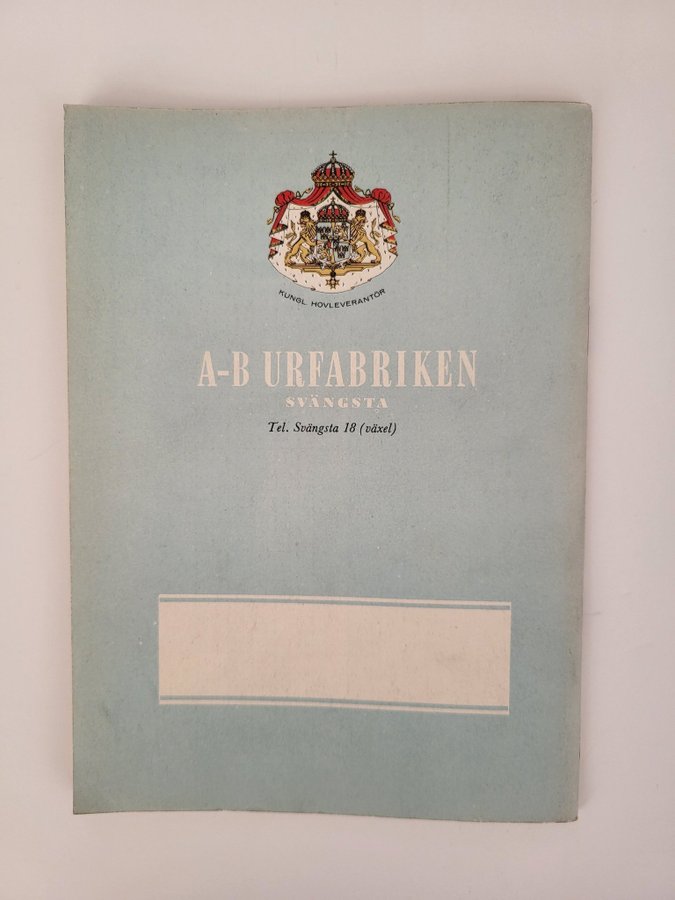 KUNGL. HOVLEVERANTÖR
A-B URFABRIKEN
SVÄNGSTA
Tel. Svängsta 18 (växel)